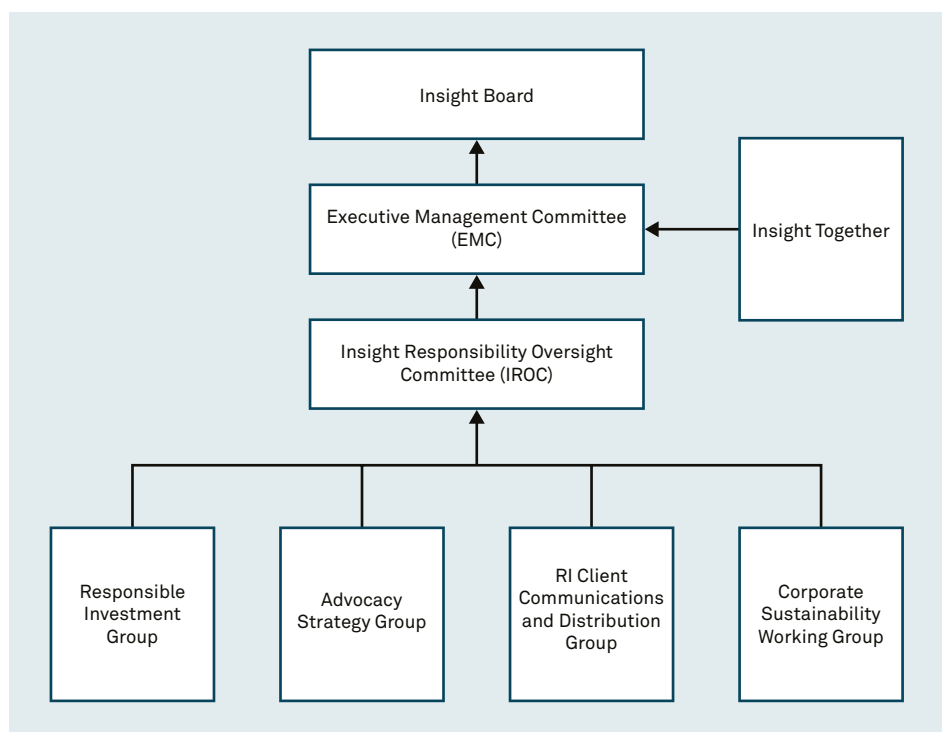 Insight Board
Executive Management Committee
(EMC)
Insight Together
Insight Responsibility Oversight
Committee (IROC)
Responsible
Investment
Group
Advocacy
Strategy Group
RI Client
Communications
and Distribution
Group
Corporate
Sustainability
Working Group